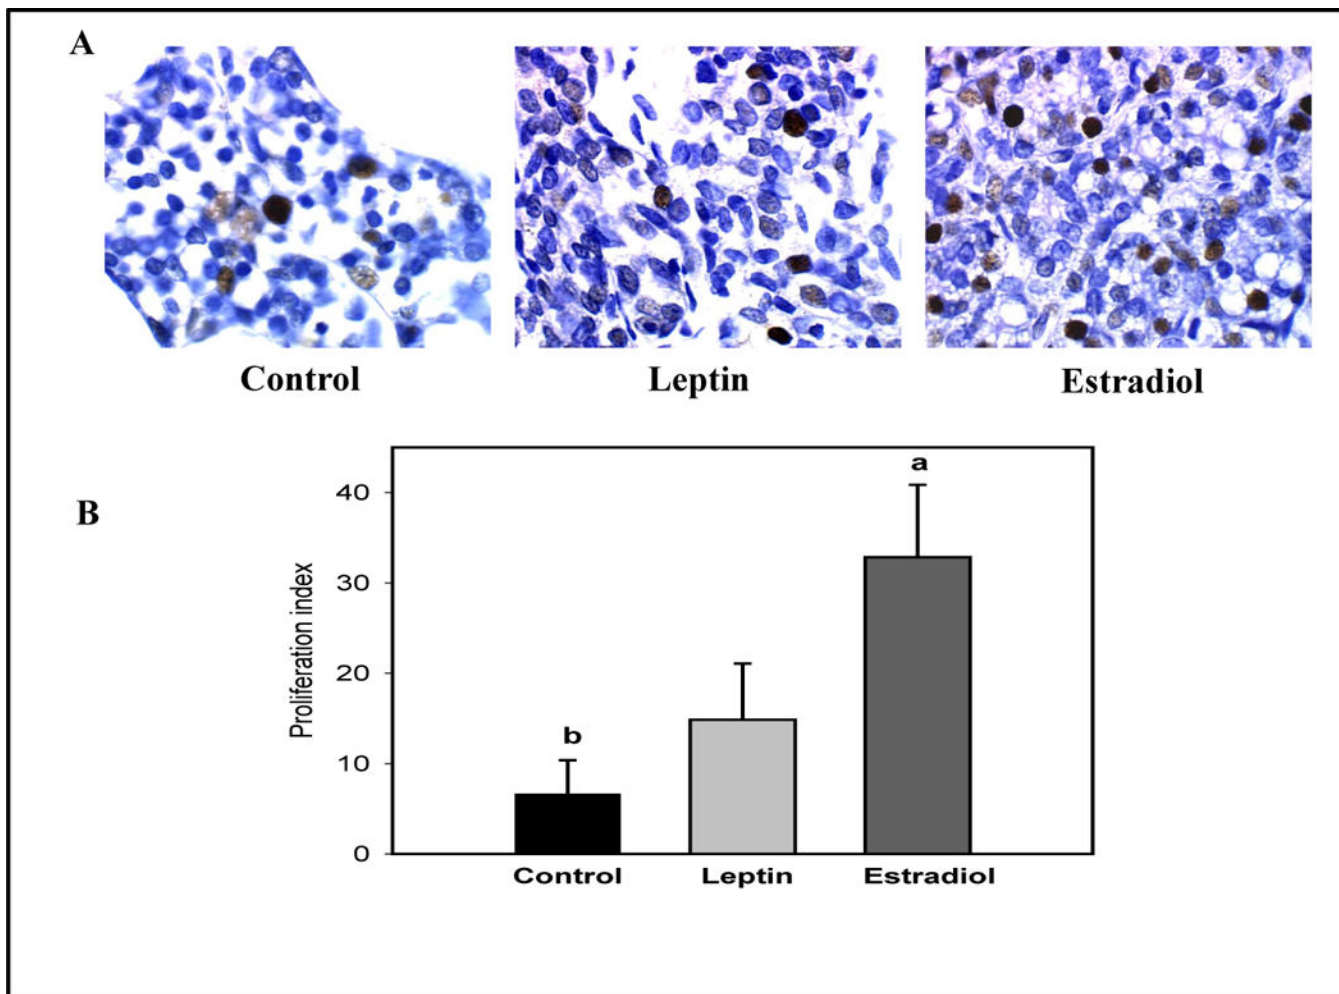 A
Control Leptin Estradiol
B
Proliferation index
40
30
20
10
0
b
a
Control Leptin Estradiol